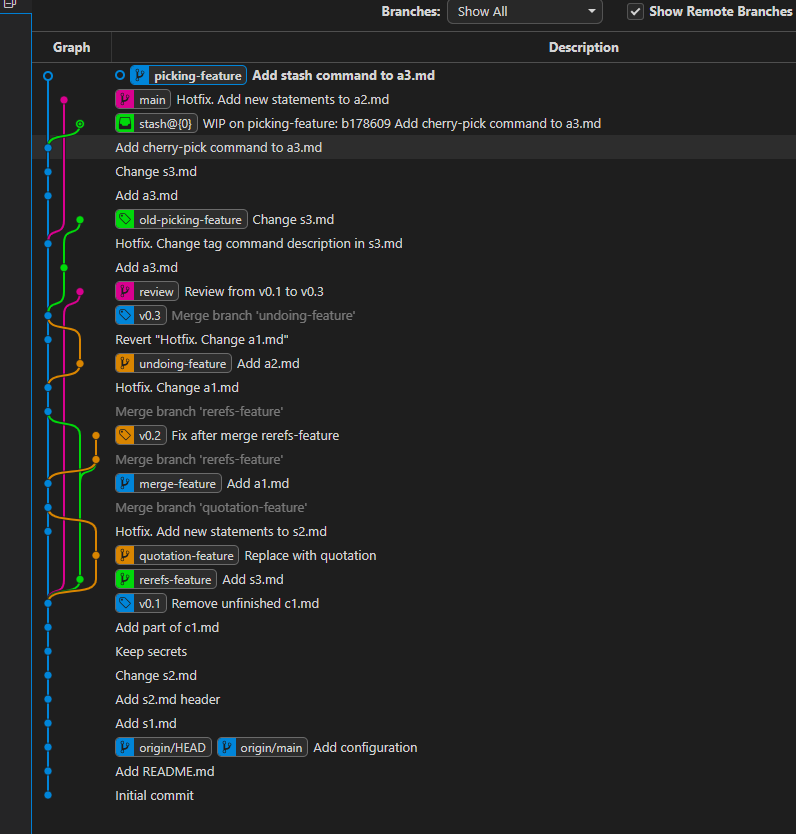 Branches: Show All Show Remote Branches
Graph Description
picking-feature Add stash command to a3.md
main Hotfix. Add new statements to a2.md
stash@{0} WIP on picking-feature: b178609 Add cherry-pick command to a3.md
Add cherry-pick command to a3.md
Change s3.md
Add a3.md
old-picking-feature Change s3.md
Hotfix. Change tag command description in s3.md
Add a3.md
review Review from v0.1 to v0.3
v0.3 Merge branch 'undoing-feature'
Revert "Hotfix. Change a1.md"
undoing-feature Add a2.md
Hotfix. Change a1.md
Merge branch 'rerefs-feature'
v0.2 Fix after merge rerefs-feature
Merge branch 'rerefs-feature'
merge-feature Add a1.md
Merge branch 'quotation-feature'
Hotfix. Add new statements to s2.md
quotation-feature Replace with quotation
rerefs-feature Add s3.md
v0.1 Remove unfinished c1.md
Add part of c1.md
Keep secrets
Change s2.md
Add s2.md header
Add s1.md
origin/HEAD origin/main Add configuration
Add README.md
Initial commit